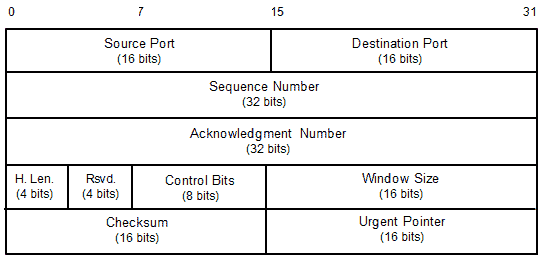 0 7 15 31
Source Port Destination Port
(16 bits) (16 bits)
Sequence Number
(32 bits)
Acknowledgment Number
(32 bits)
H. Len. Rsvd. Control Bits Window Size
(4 bits) (4 bits) (8 bits) (16 bits)
Checksum Urgent Pointer
(16 bits) (16 bits)